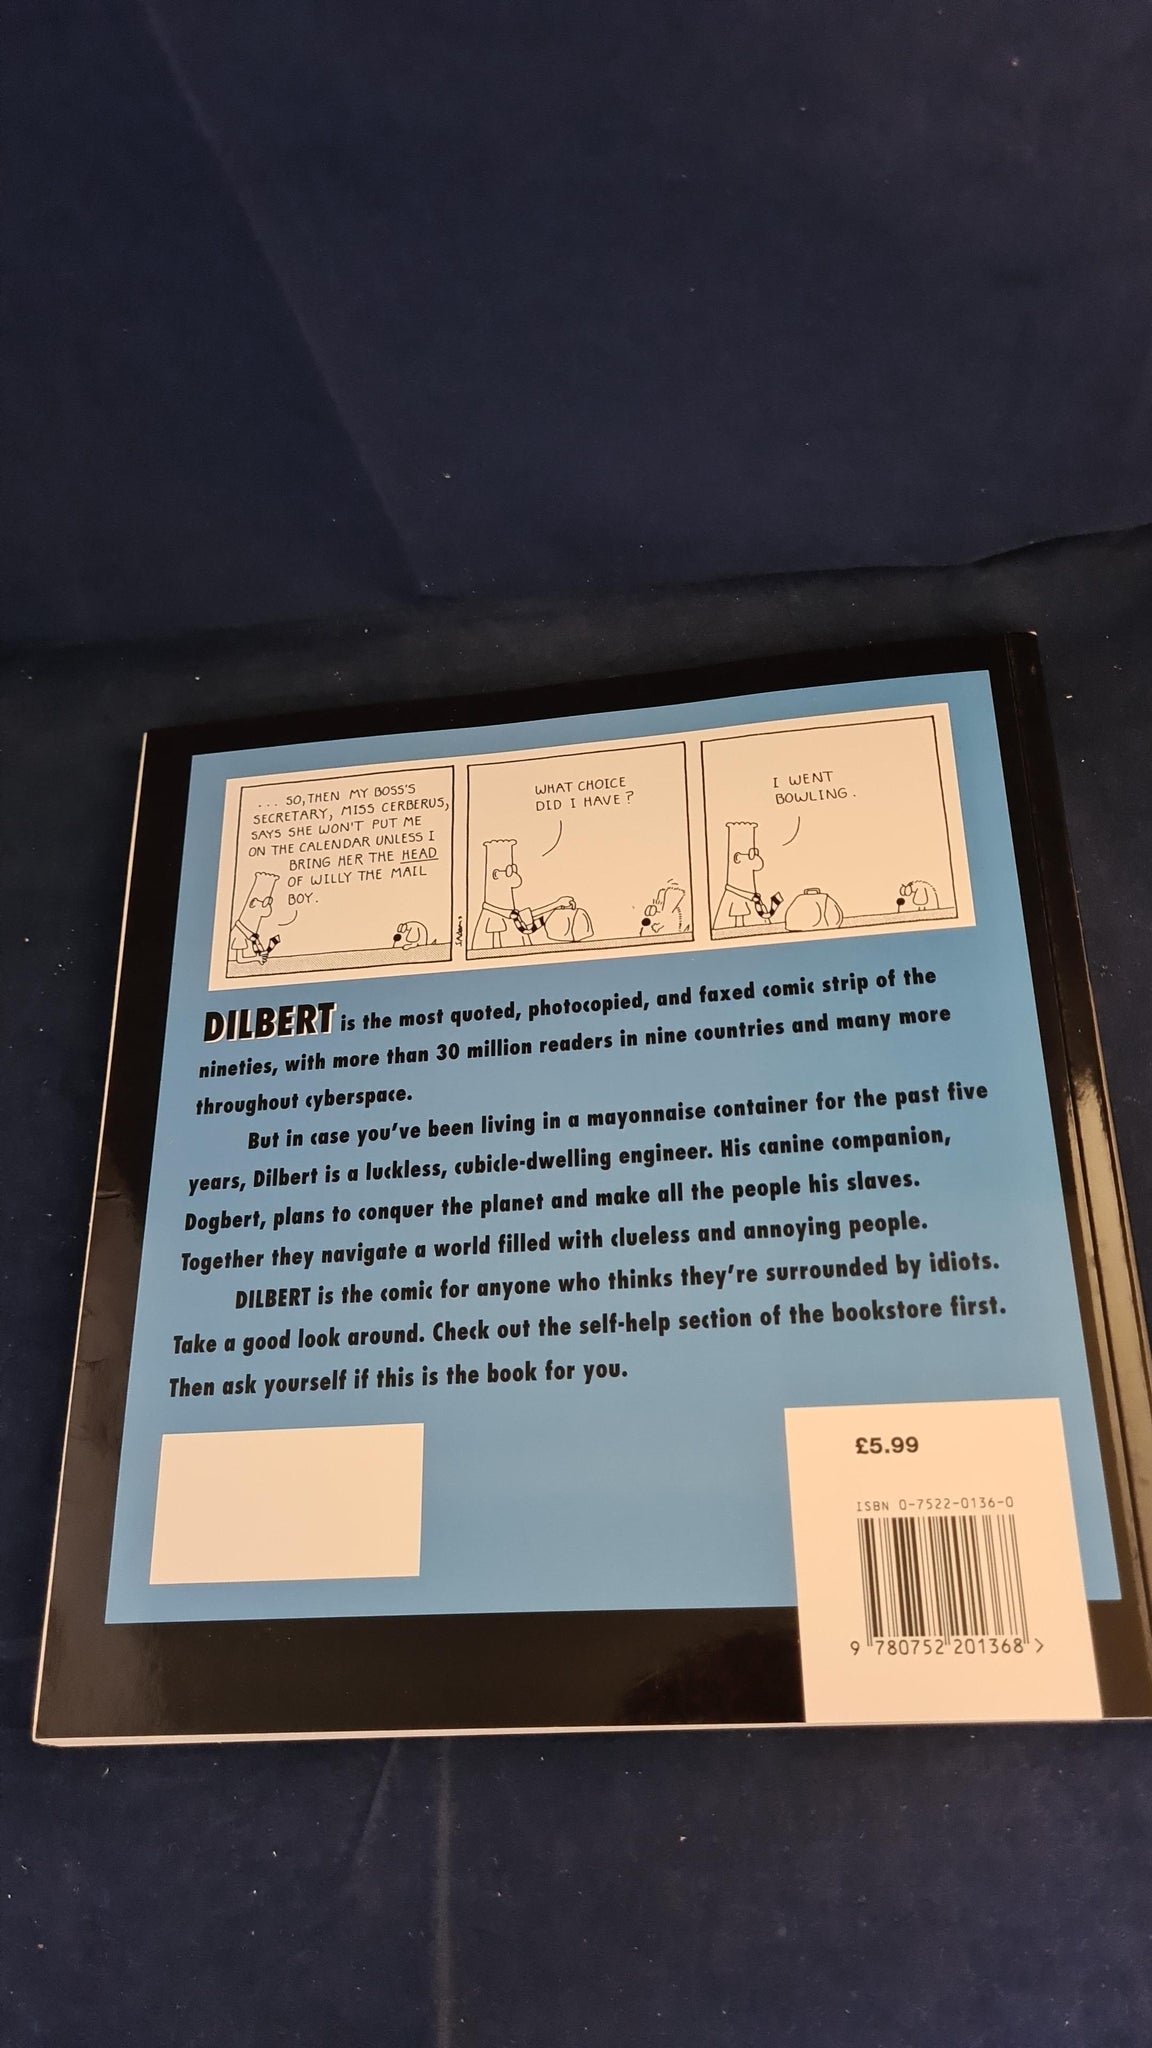 ... SO, THEN MY BOSS'S
SECRETARY, MISS CERBERUS,
SAYS SHE WON'T PUT ME
ON THE CALENDAR UNLESS I
BRING HER THE HEAD
OF WILLY THE MAIL
BOY.
WHAT CHOICE
DID I HAVE?
I WENT
BOWLING.
DILBERT is the most quoted, photocopied, and faxed comic strip of the
nineties, with more than 30 million readers in nine countries and many more
throughout cyberspace.
But in case you've been living in a mayonnaise container for the past five
years, Dilbert is a luckless, cubicle-dwelling engineer. His canine companion,
Dogbert, plans to conquer the planet and make all the people his slaves.
Together they navigate a world filled with clueless and annoying people.
DILBERT is the comic for anyone who thinks they're surrounded by idiots.
Take a good look around. Check out the self-help section of the bookstore first.
Then ask yourself if this is the book for you.
£5.99
ISBN 0-7522-0136-0
9 780752 201368 >